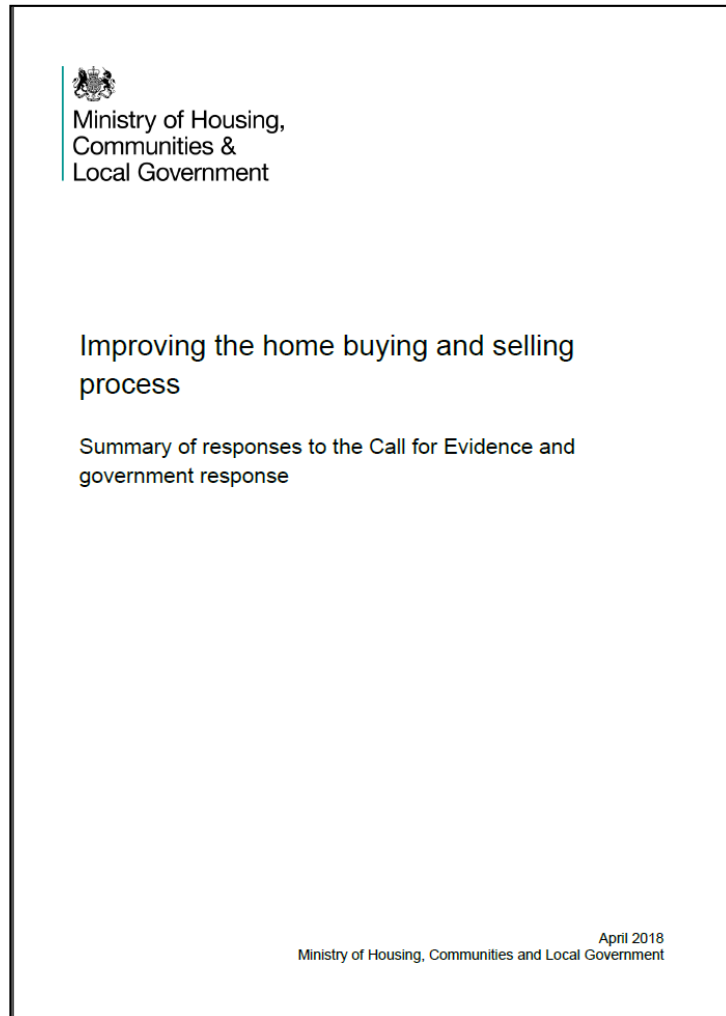 Ministry of Housing,
Communities &
Local Government
Improving the home buying and selling
process
Summary of responses to the Call for Evidence and
government response
April 2018
Ministry of Housing, Communities and Local Government